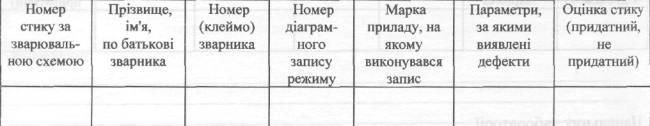 Номер
стику за
зварюваль-
ною схемою
Прізвище,
ім'я,
по батькові
зварника
Номер
(клеймо)
зварника
Номер
діаграм-
ного
запису
режиму
Марка
приладу, на
якому
виконувався
запис
Параметри,
за якими
виявлені
дефекти
Оцінка стику
(придатний,
не
придатний)